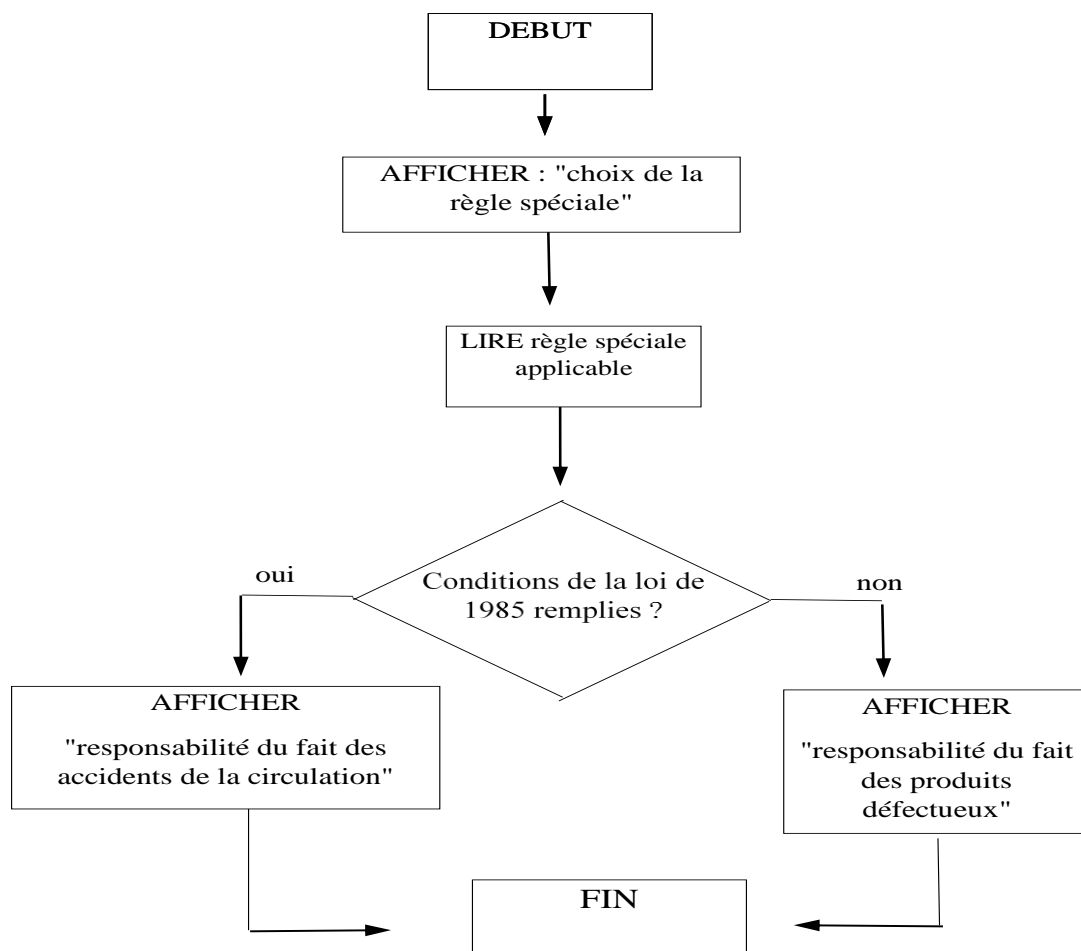 DEBUT
AFFICHER : "choix de la
règle spéciale"
LIRE règle spéciale
applicable
Conditions de la loi de
1985 remplies ?
oui
non
AFFICHER
"responsabilité du fait des
accidents de la circulation"
AFFICHER
"responsabilité du fait
des produits
défectueux"
FIN